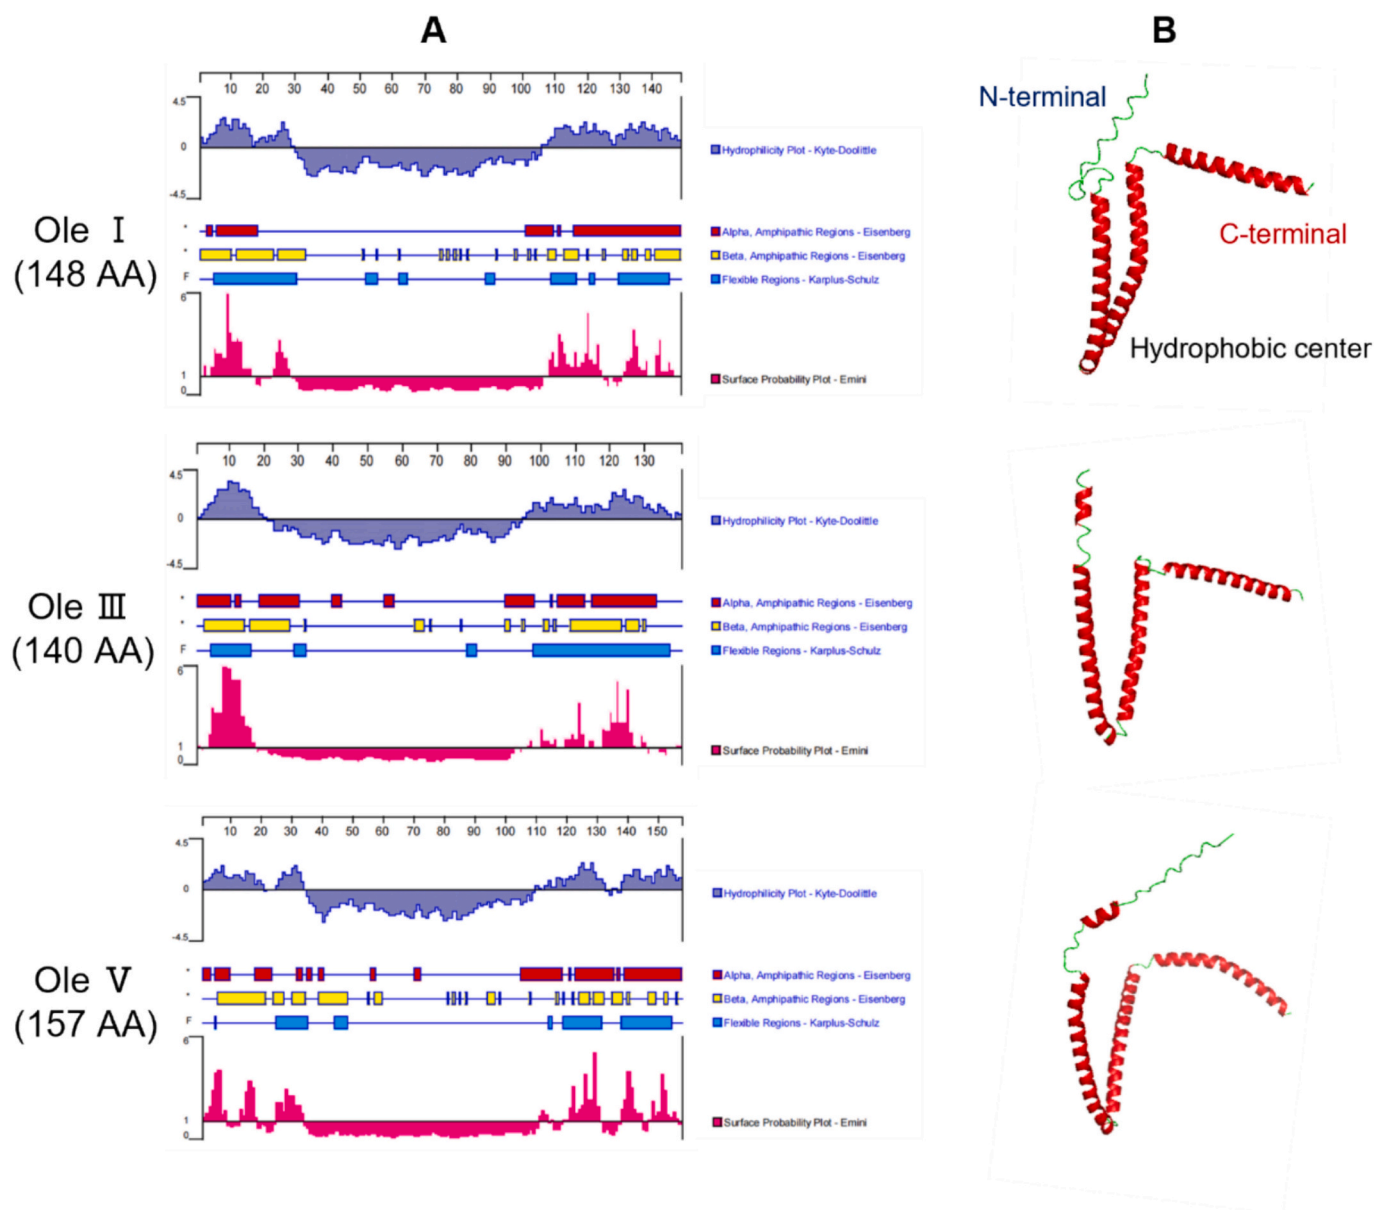 A
B
10 20 30 40 50 60 70 80 90 100 110 120 130 140
4.5
0
-4.5
Hydrophilicity Plot - Kyte-Doolittle
Ole Ⅰ
(148 AA)
* Alpha, Amphipathic Regions - Eisenberg
* Beta, Amphipathic Regions - Eisenberg
F Flexible Regions - Karplus-Schulz
6
1
0
Surface Probability Plot - Emini
N-terminal
C-terminal
Hydrophobic center
10 20 30 40 50 60 70 80 90 100 110 120 130
4.5
0
-4.5
Hydrophilicity Plot - Kyte-Doolittle
Ole Ⅲ
(140 AA)
* Alpha, Amphipathic Regions - Eisenberg
* Beta, Amphipathic Regions - Eisenberg
F Flexible Regions - Karplus-Schulz
6
1
0
Surface Probability Plot - Emini
10 20 30 40 50 60 70 80 90 100 110 120 130 140 150
4.5
0
-4.5
Hydrophilicity Plot - Kyte-Doolittle
Ole Ⅴ
(157 AA)
* Alpha, Amphipathic Regions - Eisenberg
* Beta, Amphipathic Regions - Eisenberg
F Flexible Regions - Karplus-Schulz
6
1
0
Surface Probability Plot - Emini